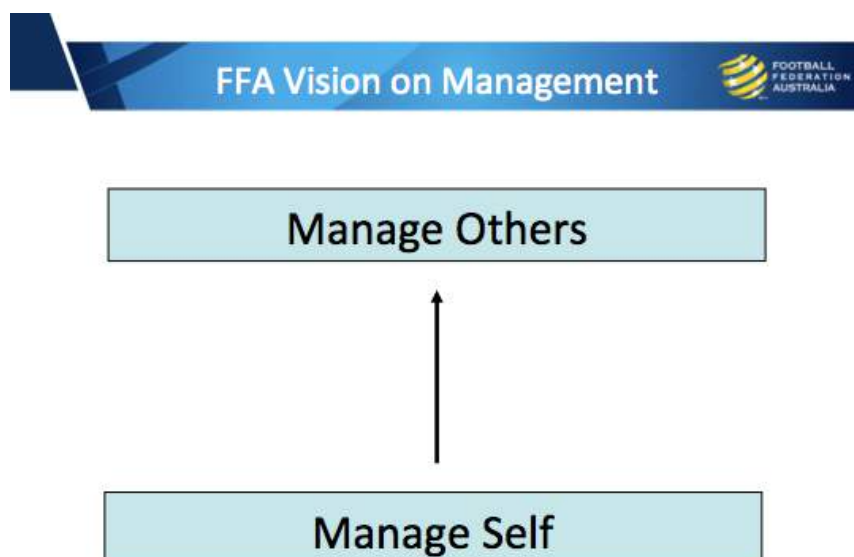 FFA Vision on Management
FOOTBALL
FEDERATION
AUSTRALIA
Manage Others
Manage Self